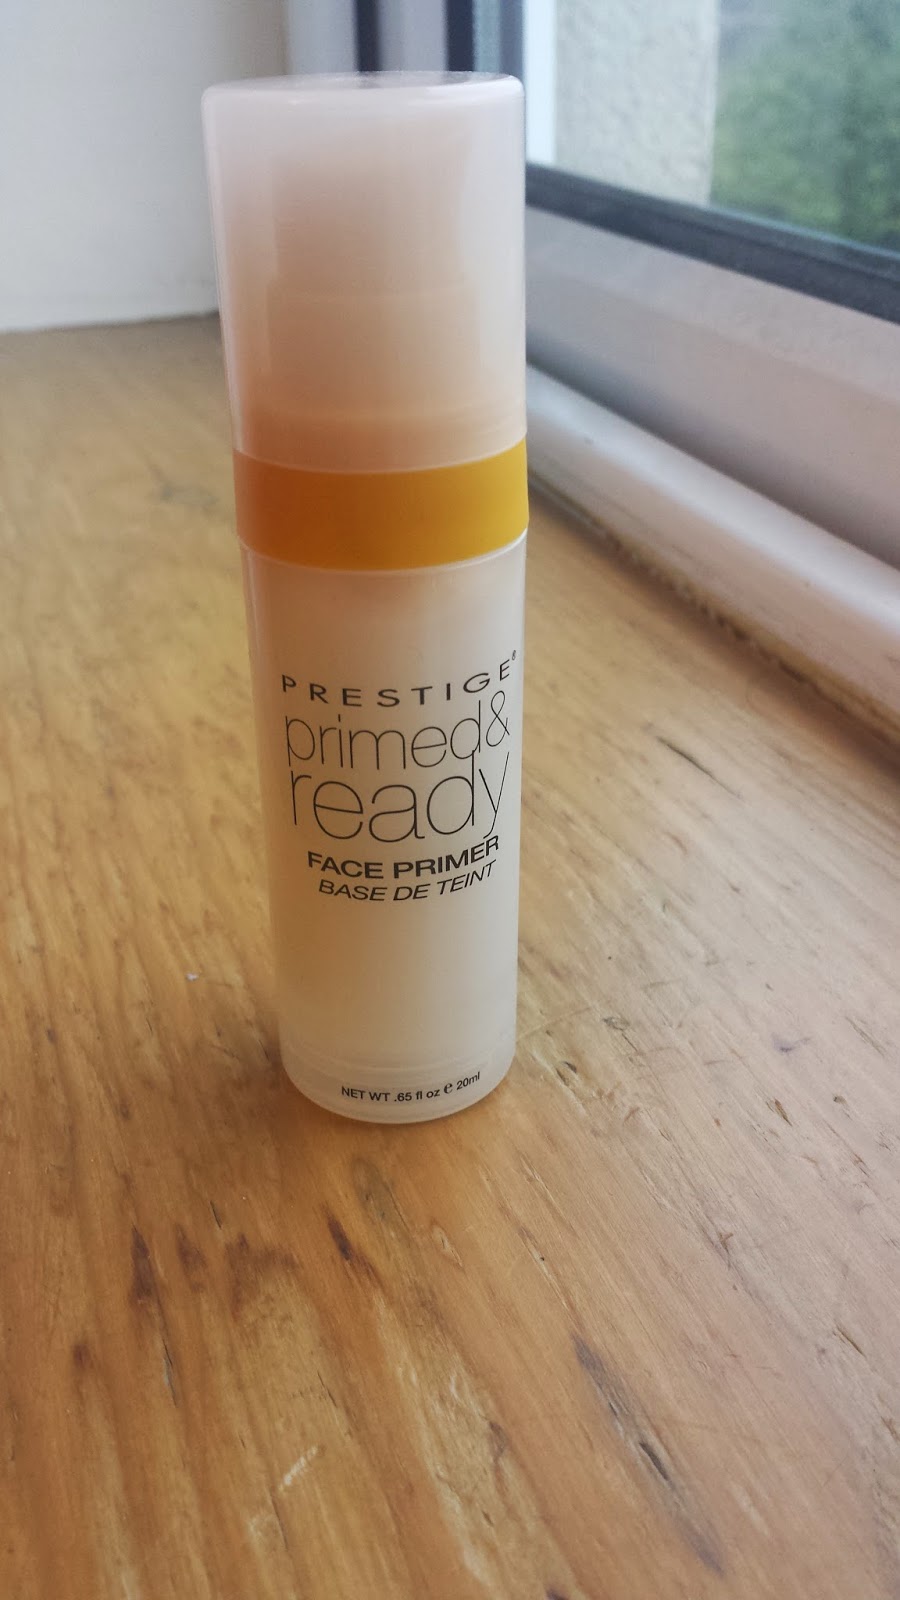 PRESTIGE®
primed&
ready
FACE PRIMER
BASE DE TEINT
NET WT .65 fl oz ℮ 20ml